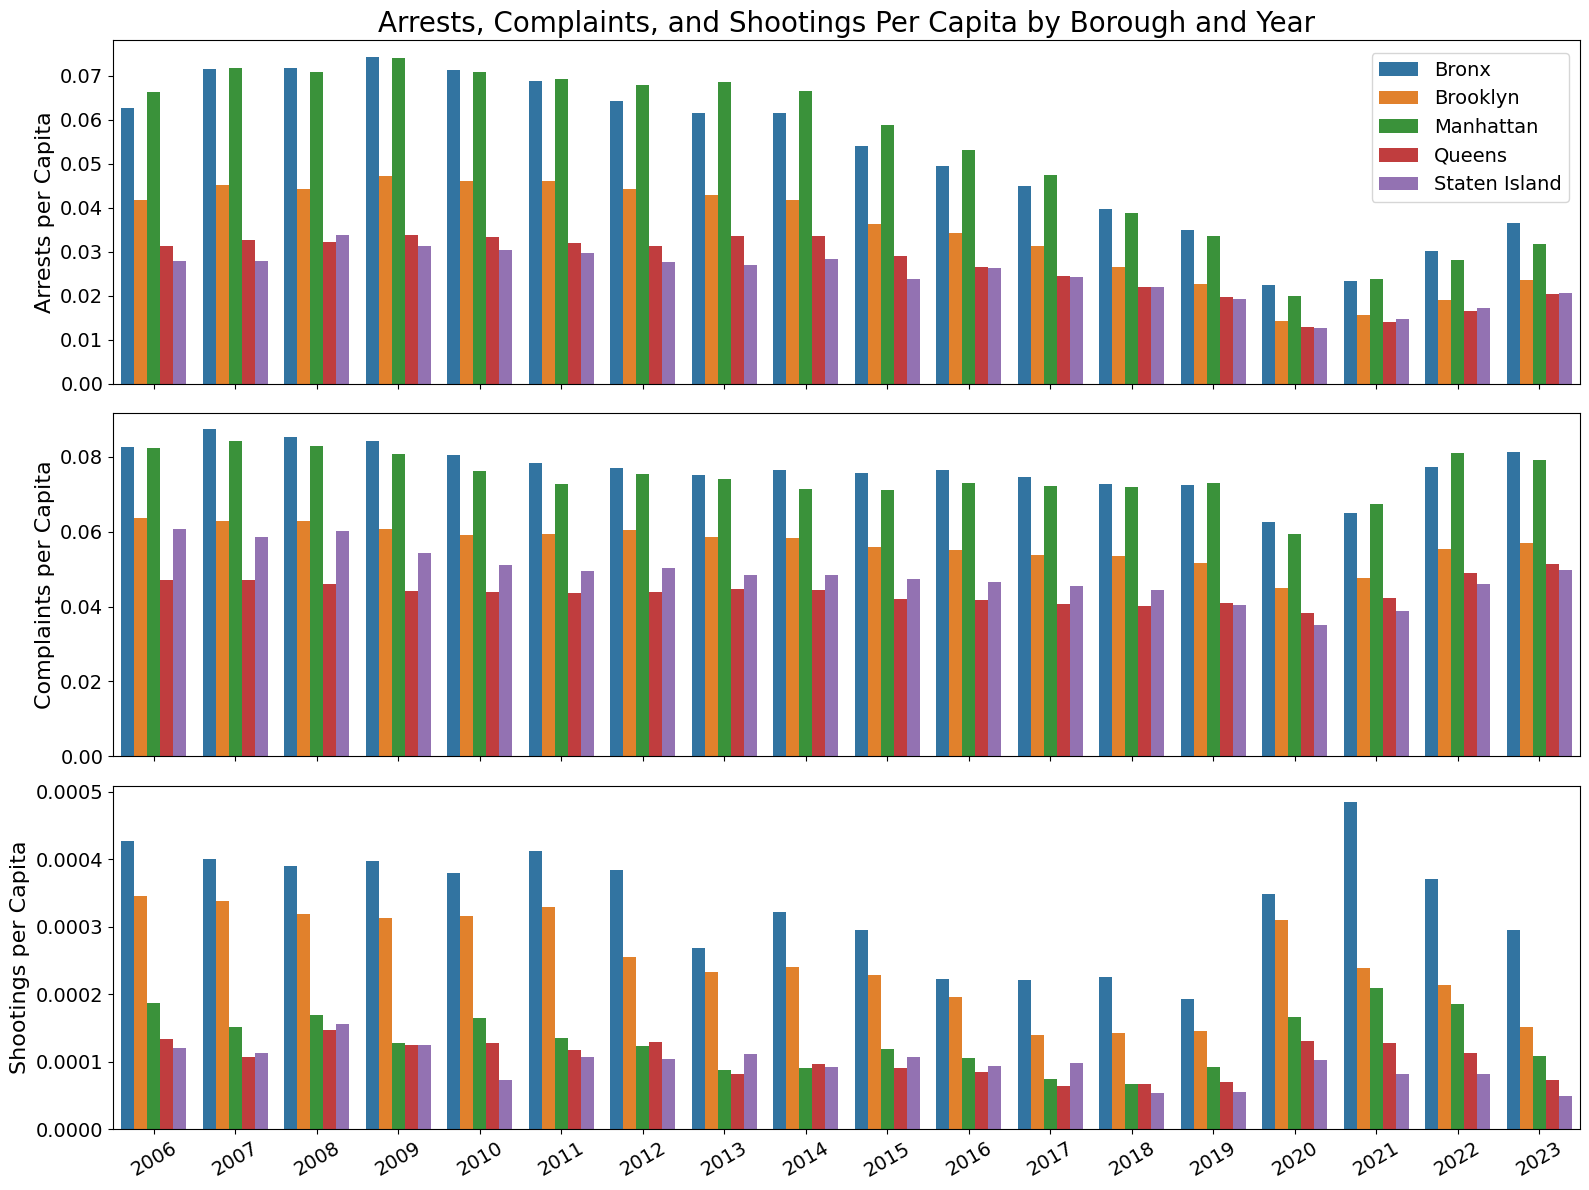 Arrests, Complaints, and Shootings Per Capita by Borough and Year
Arrests per Capita
0.07
0.06
0.05
0.04
0.03
0.02
0.01
0.00
Bronx
Brooklyn
Manhattan
Queens
Staten Island
Complaints per Capita
0.08
0.06
0.04
0.02
0.00
Shootings per Capita
0.0005
0.0004
0.0003
0.0002
0.0001
0.0000
2006 2007 2008 2009 2010 2011 2012 2013 2014 2015 2016 2017 2018 2019 2020 2021 2022 2023